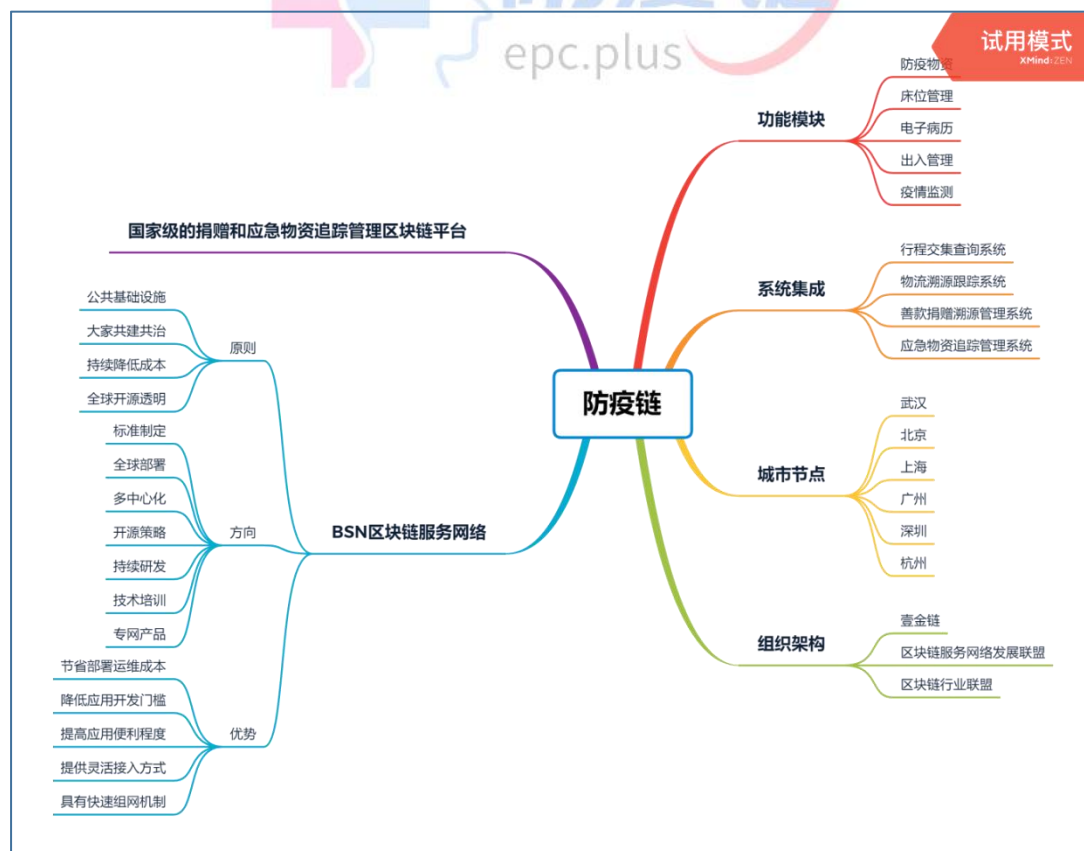 epc.plus
试用模式
XMind:ZEN
防疫链
功能模块
防疫物资
床位管理
电子病历
出入管理
疫情监测
系统集成
行程交集查询系统
物流溯源跟踪系统
善款捐赠溯源管理系统
应急物资追踪管理系统
城市节点
武汉
北京
上海
广州
深圳
杭州
组织架构
壹金链
区块链服务网络发展联盟
区块链行业联盟
国家级的捐赠和应急物资追踪管理区块链平台
BSN区块链服务网络
原则
公共基础设施
大家共建共治
持续降低成本
全球开源透明
方向
标准制定
全球部署
多中心化
开源策略
持续研发
技术培训
专网产品
优势
节省部署运维成本
降低应用开发门槛
提高应用便利程度
提供灵活接入方式
具有快速组网机制